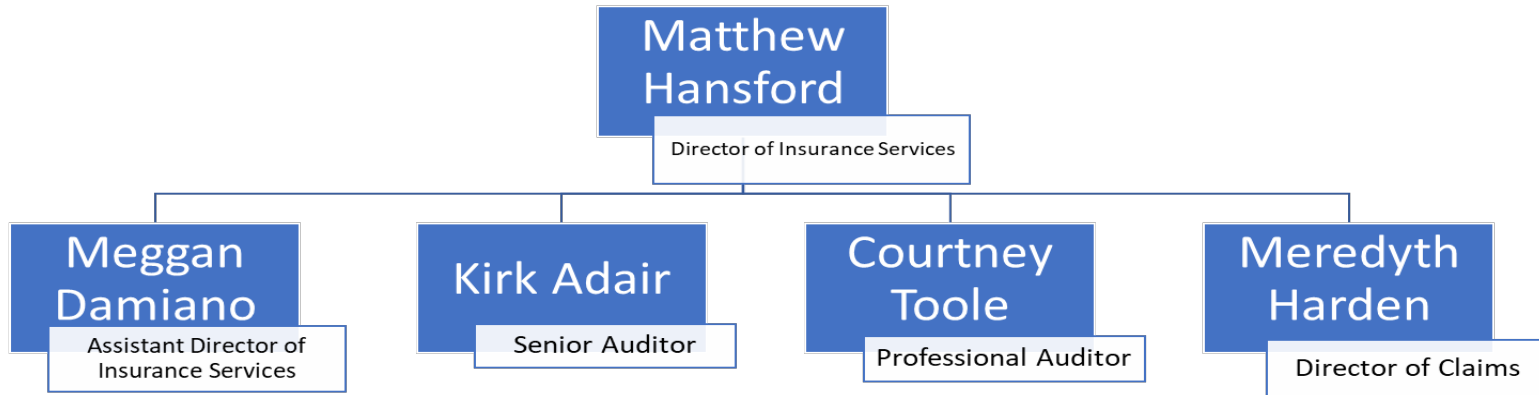 Matthew
Hansford
Director of Insurance Services
Meggan
Damiano
Assistant Director of
Insurance Services
Kirk Adair
Senior Auditor
Courtney
Toole
Professional Auditor
Meredyth
Harden
Director of Claims